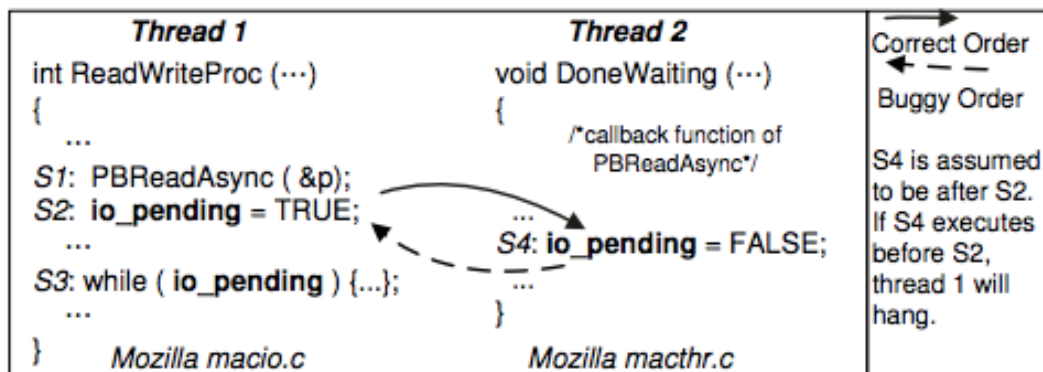 Thread 1
int ReadWriteProc (···)
{
...
S1: PBReadAsync ( &p);
S2: io_pending = TRUE;
...
S3: while ( io_pending ) {...};
...
}
Mozilla macio.c
Thread 2
void DoneWaiting (···)
{
/*callback function of
PBReadAsync*/
...
S4: io_pending = FALSE;
...
}
Mozilla macthr.c
Correct Order
Buggy Order
S4 is assumed
to be after S2.
If S4 executes
before S2,
thread 1 will
hang.